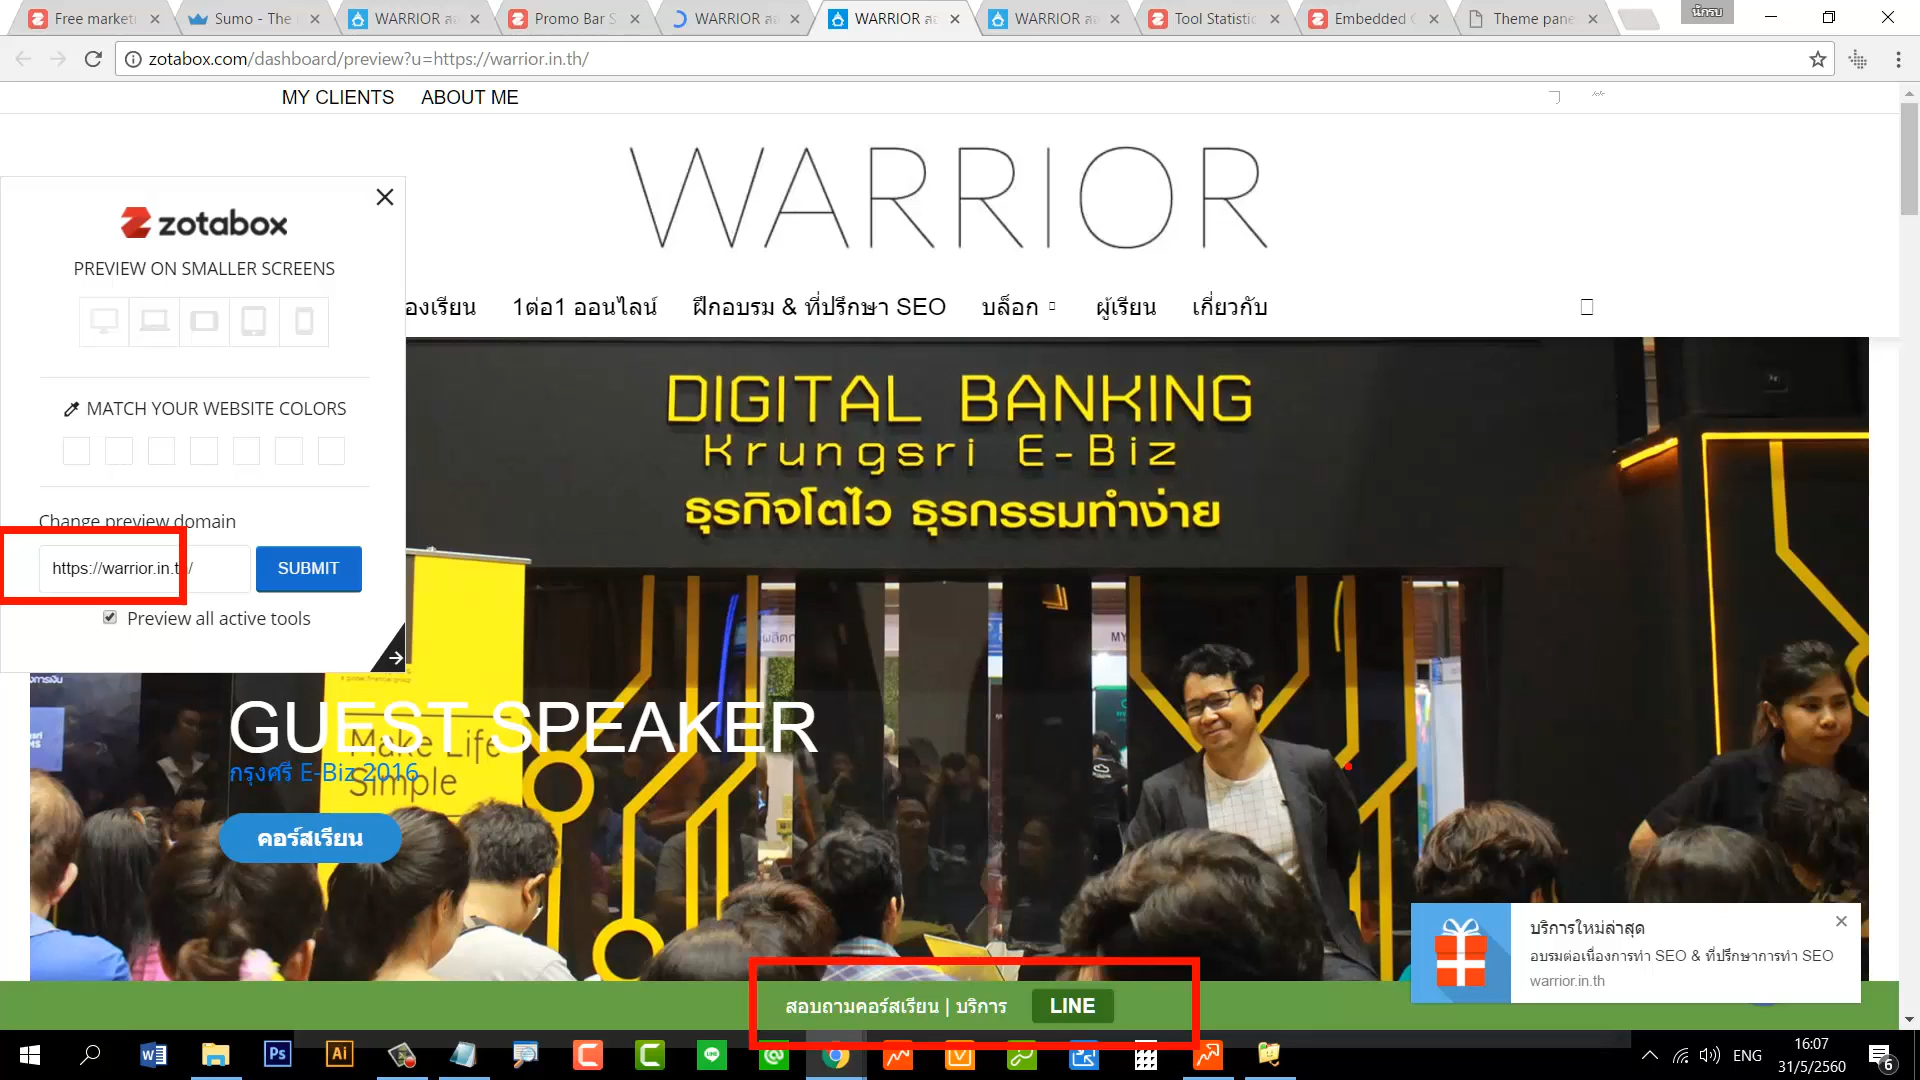 Free market
Sumo - The
WARRIOR
Promo Bar S
WARRIOR
WARRIOR
WARRIOR
Tool Statistic
Embedded
Theme pane
นักรบ
zotabox.com/dashboard/preview?u=https://warrior.in.th/
MY CLIENTS
ABOUT ME
WARRIOR
zotabox
PREVIEW ON SMALLER SCREENS
1ต่อ1 ออนไลน์
ฝึกอบรม & ที่ปรึกษา SEO
บล็อก
ผู้เรียน
เกี่ยวกับ
MATCH YOUR WEBSITE COLORS
DIGITAL BANKING
Krungsri E-Biz
ธุรกิจโตไว ธุรกรรมทำง่าย
Change preview domain
https://warrior.in.th/
SUBMIT
Preview all active tools
GUEST SPEAKER
Make Life
Simple
กรุงศรี E-Biz 2016
คอร์สเรียน
บริการใหม่ล่าสุด
อบรมต่อเนื่องการทำ SEO & ที่ปรึกษาการทำ SEO
warrior.in.th
สอบถามคอร์สเรียน | บริการ
LINE
ENG
16:07
31/5/2560
6